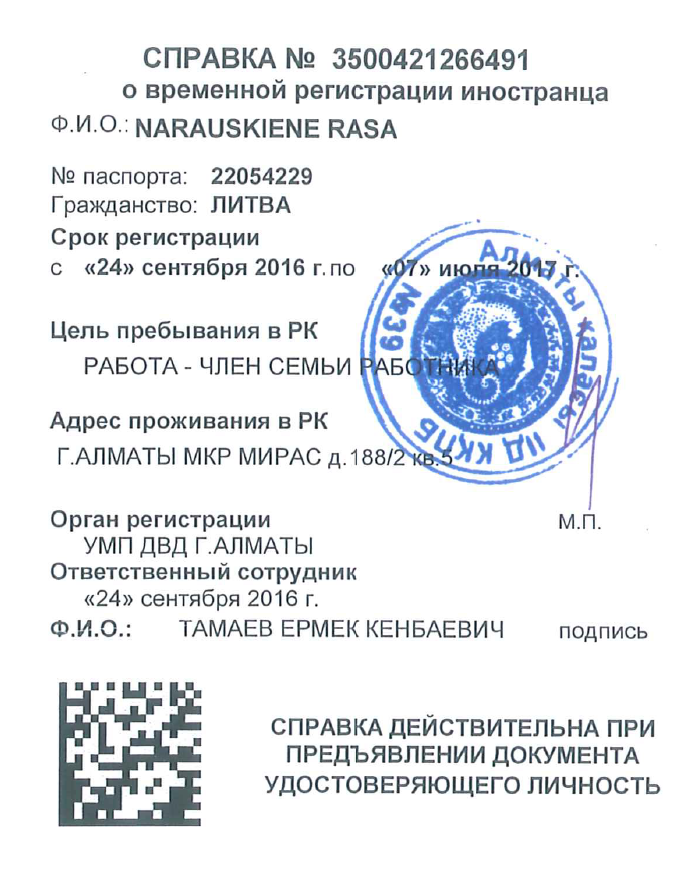 СПРАВКА № 3500421266491
о временной регистрации иностранца
Ф.И.О.: NARAUSKIENE RASA
№ паспорта: 22054229
Гражданство: ЛИТВА
Срок регистрации
с «24» сентября 2016 г. по «07» июля 2017 г.
Цель пребывания в РК
РАБОТА - ЧЛЕН СЕМЬИ РАБОТНИКА
Адрес проживания в РК
Г.АЛМАТЫ МКР МИРАС д.188/2 кв.5
Алматы қаласы ІІД ККПБ №39
Орган регистрации М.П.
УМП ДВД Г.АЛМАТЫ
Ответственный сотрудник
«24» сентября 2016 г.
Ф.И.О.: ТАМАЕВ ЕРМЕК КЕНБАЕВИЧ подпись
СПРАВКА ДЕЙСТВИТЕЛЬНА ПРИ
ПРЕДЪЯВЛЕНИИ ДОКУМЕНТА
УДОСТОВЕРЯЮЩЕГО ЛИЧНОСТЬ